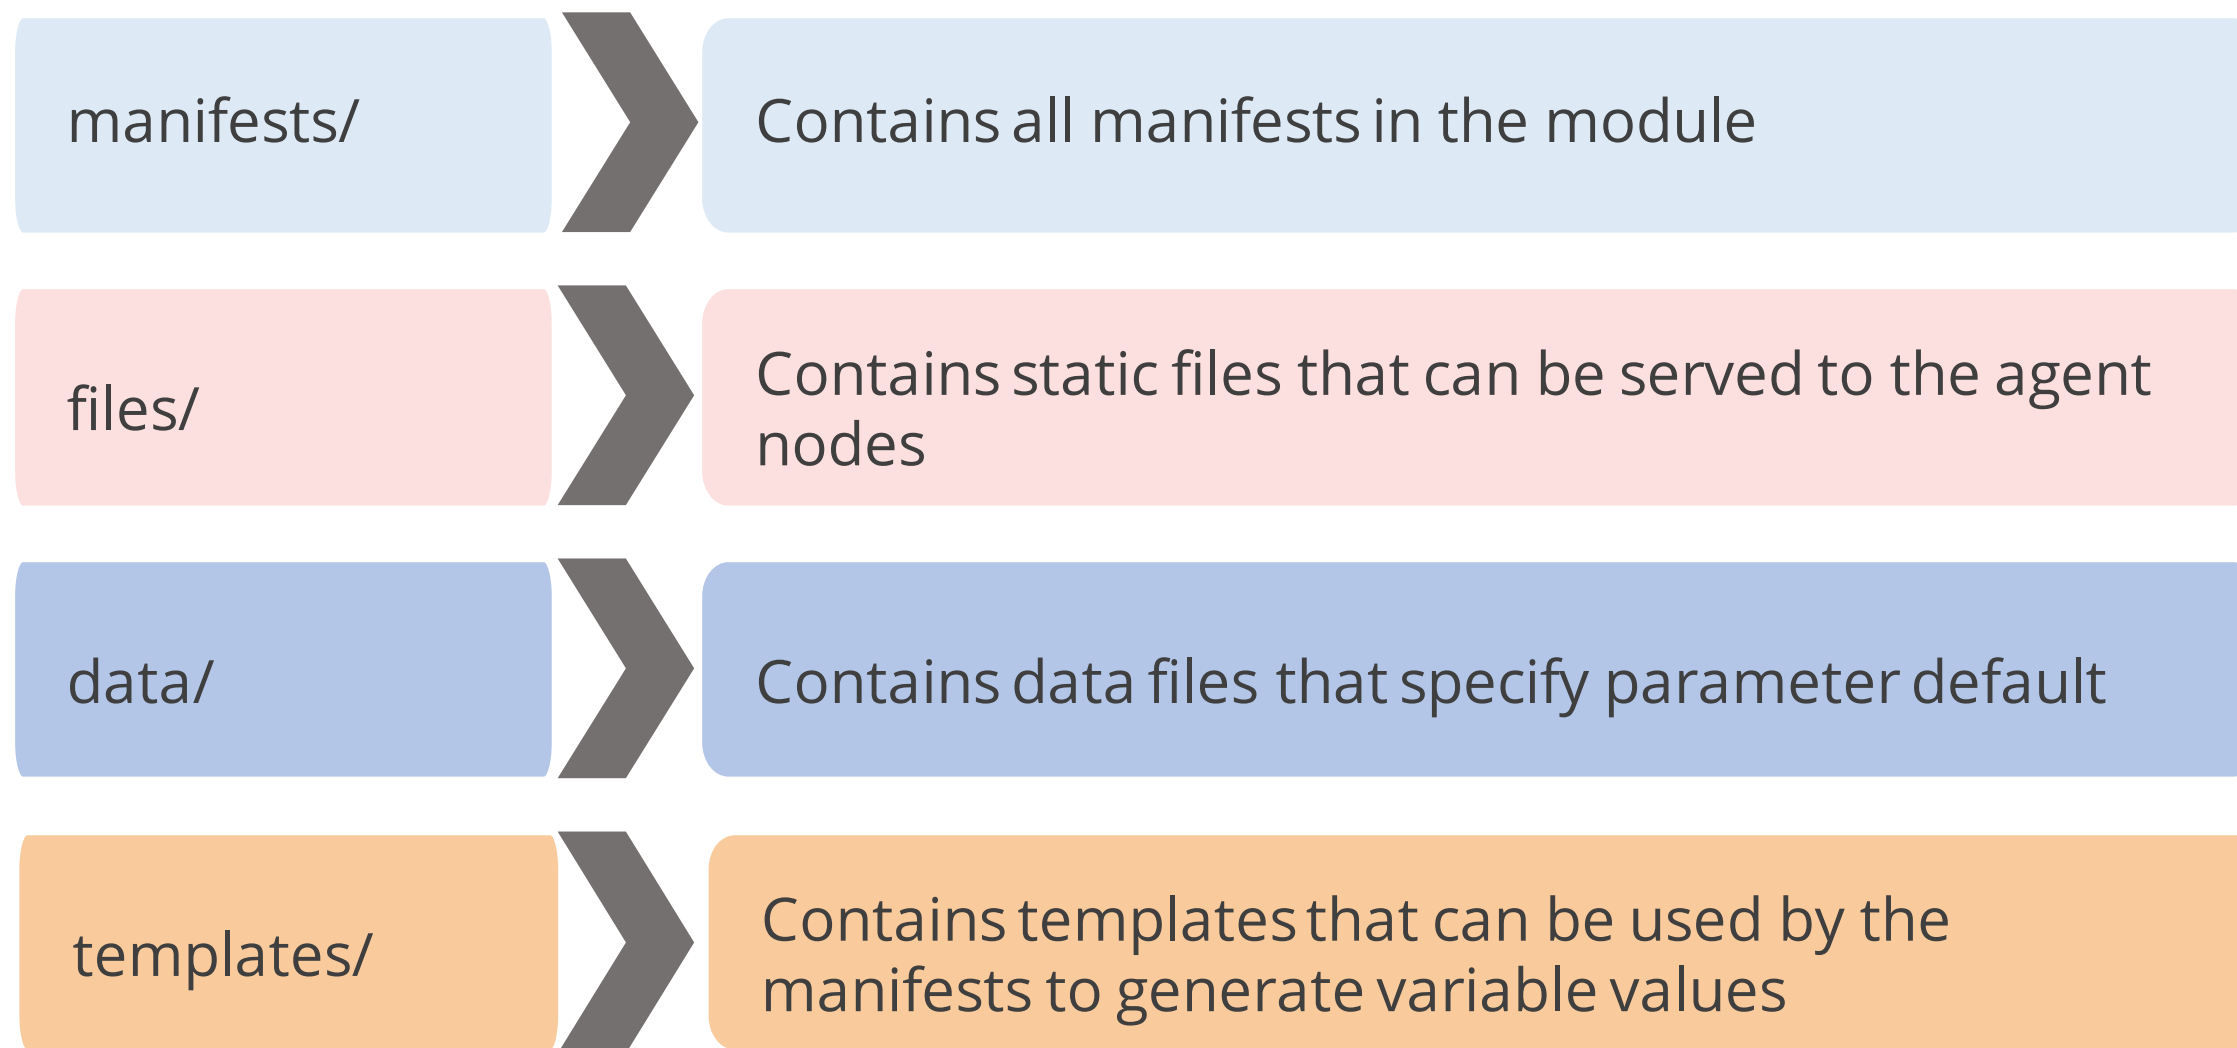 manifests/
Contains all manifests in the module
files/
Contains static files that can be served to the agent
nodes
data/
Contains data files that specify parameter default
templates/
Contains templates that can be used by the
manifests to generate variable values